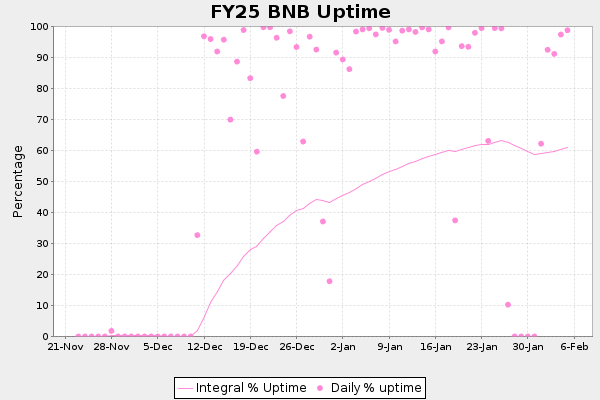 FY25 BNB Uptime
Percentage
100
90
80
70
60
50
40
30
20
10
0
21-Nov 28-Nov 5-Dec 12-Dec 19-Dec 26-Dec 2-Jan 9-Jan 16-Jan 23-Jan 30-Jan 6-Feb
Integral % Uptime Daily % uptime